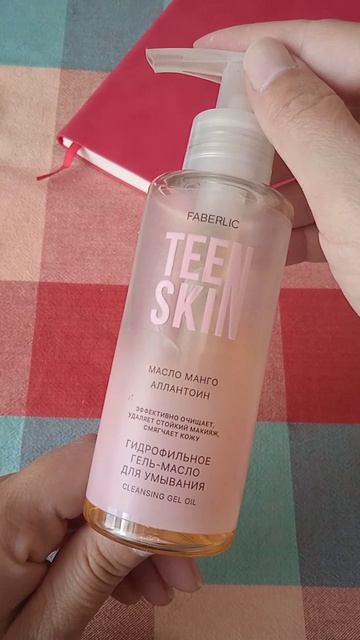 FABERLIC
TEEN
SKIN
МАСЛО МАНГО
АЛЛАНТОИН
ЭФФЕКТИВНО ОЧИЩАЕТ,
УДАЛЯЕТ СТОЙКИЙ МАКИЯЖ,
СМЯГЧАЕТ КОЖУ
ГИДРОФИЛЬНОЕ
ГЕЛЬ-МАСЛО
ДЛЯ УМЫВАНИЯ
CLEANSING GEL OIL